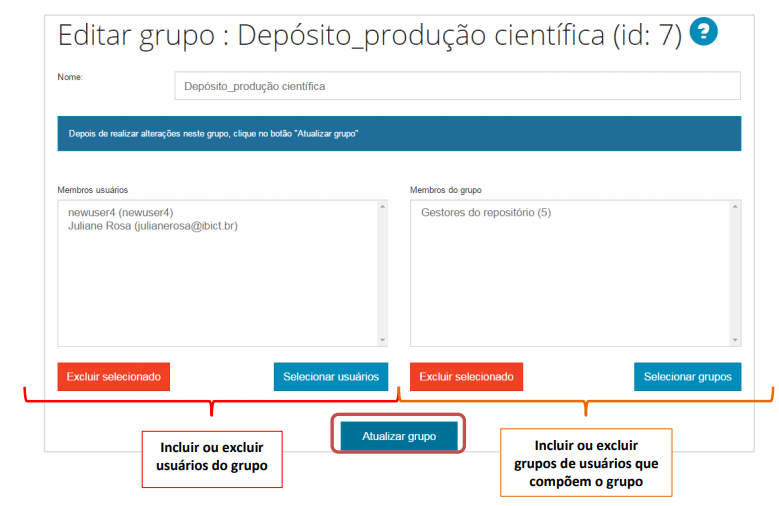 Editar grupo : Depósito_produção científica (id: 7) ?
Nome:
Depósito_produção científica
Depois de realizar alterações neste grupo, clique no botão "Atualizar grupo"
Membros usuários
newuser4 (newuser4)
Juliane Rosa (julianerosa@ibict.br)
Membros do grupo
Gestores do repositório (5)
Excluir selecionado
Selecionar usuários
Excluir selecionado
Selecionar grupos
Atualizar grupo
Incluir ou excluir
usuários do grupo
Incluir ou excluir
grupos de usuários que
compõem o grupo